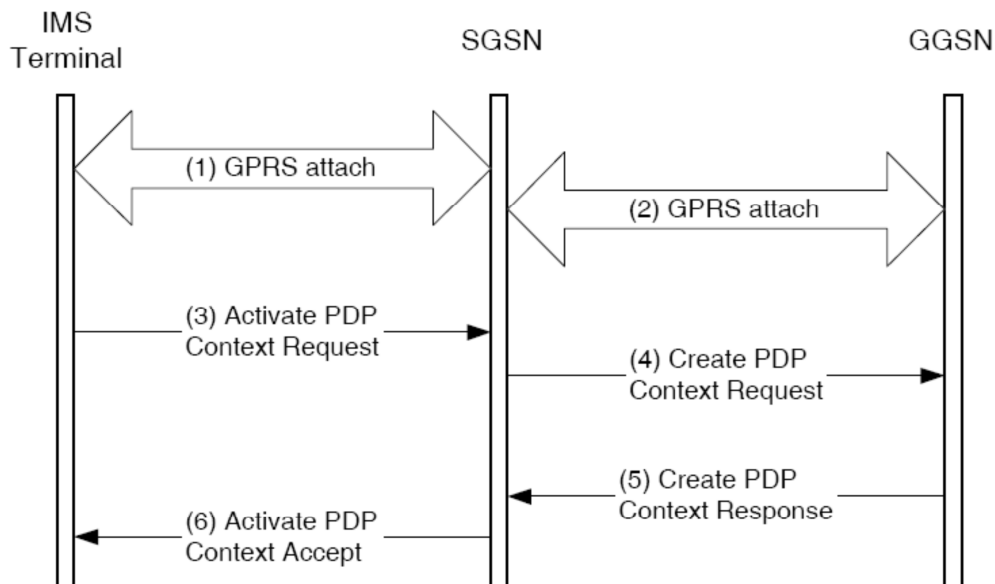 IMS
Terminal
SGSN
GGSN
(1) GPRS attach
(2) GPRS attach
(3) Activate PDP
Context Request
(4) Create PDP
Context Request
(5) Create PDP
Context Response
(6) Activate PDP
Context Accept